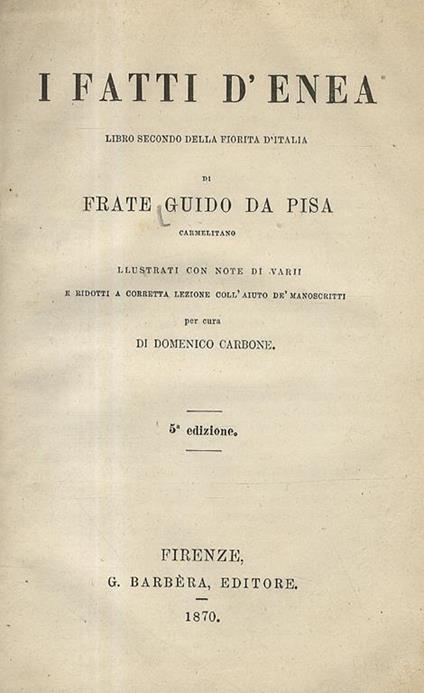 I FATTI D'ENEA
LIBRO SECONDO DELLA FIORITA D'ITALIA
DI
FRATE GUIDO DA PISA
CARMELITANO
LLUSTRATI CON NOTE DI VARII
E RIDOTTI A CORRETTA LEZIONE COLL'AIUTO DE' MANOSCRITTI
per cura
DI DOMENICO CARBONE.
5ª edizione.
FIRENZE,
G. BARBÈRA, EDITORE.
1870.